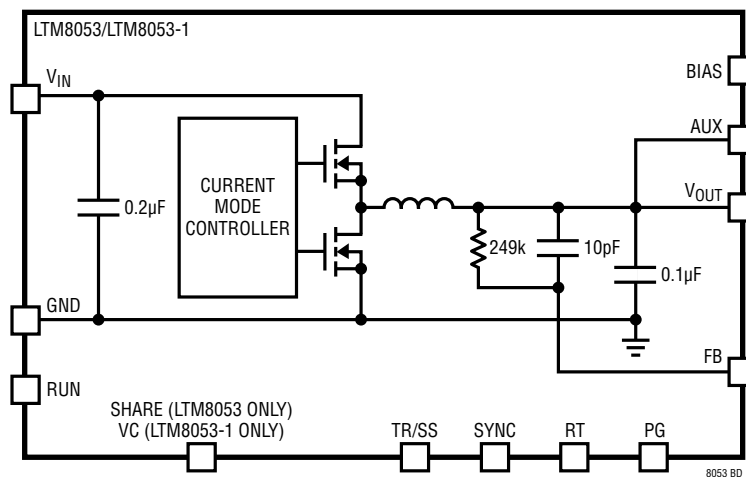 LTM8053/LTM8053-1
VIN
BIAS
AUX
CURRENT
MODE
CONTROLLER
0.2µF
VOUT
249k
10pF
0.1µF
GND
FB
RUN
SHARE (LTM8053 ONLY)
VC (LTM8053-1 ONLY)
TR/SS
SYNC
RT
PG
8053 BD